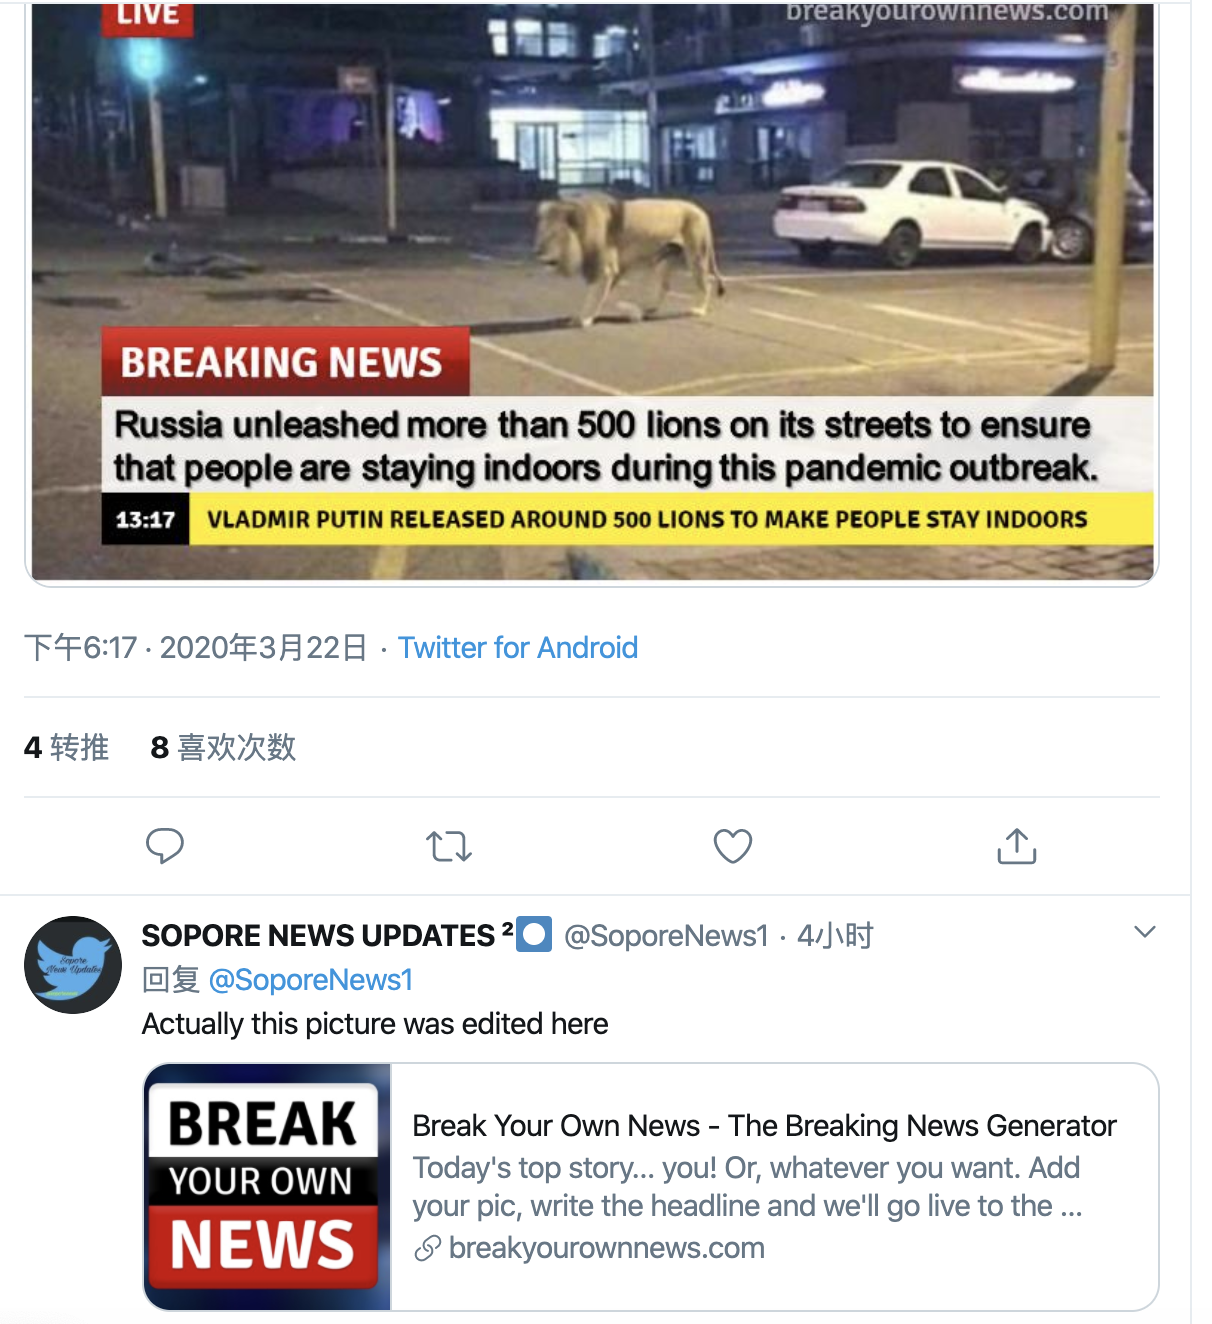 LIVE
breakyourownnews.com
BREAKING NEWS
Russia unleashed more than 500 lions on its streets to ensure
that people are staying indoors during this pandemic outbreak.
13:17 VLADMIR PUTIN RELEASED AROUND 500 LIONS TO MAKE PEOPLE STAY INDOORS
下午6:17 · 2020年3月22日 · Twitter for Android
4 转推 8 喜欢次数
SOPORE NEWS UPDATES ² @SoporeNews1 · 4小时
回复 @SoporeNews1
Actually this picture was edited here
BREAK
YOUR OWN
NEWS
Break Your Own News - The Breaking News Generator
Today's top story... you! Or, whatever you want. Add
your pic, write the headline and we'll go live to the ...
breakyourownnews.com
Sopore
News Updates